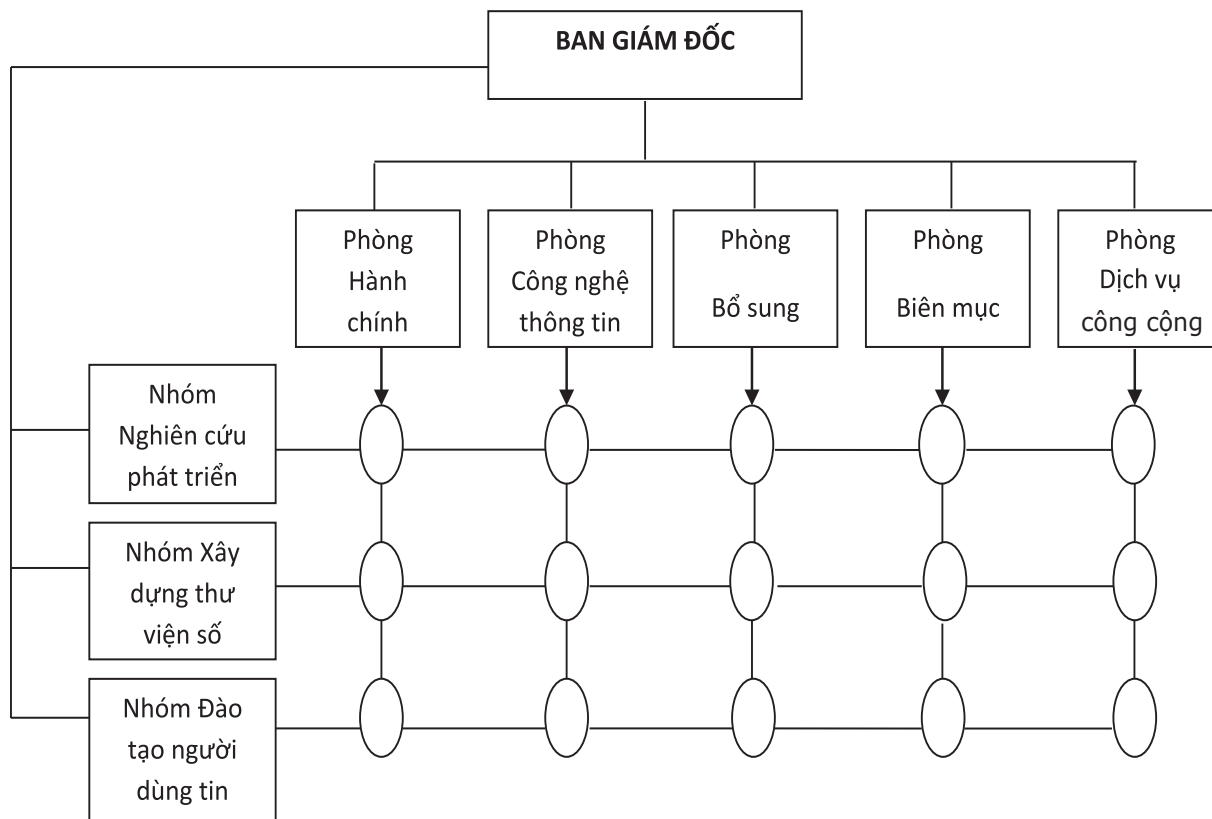 BAN GIÁM ĐỐC
Phòng
Hành
chính
Phòng
Công nghệ
thông tin
Phòng
Bổ sung
Phòng
Biên mục
Phòng
Dịch vụ
công cộng
Nhóm
Nghiên cứu
phát triển
Nhóm Xây
dựng thư
viện số
Nhóm Đào
tạo người
dùng tin